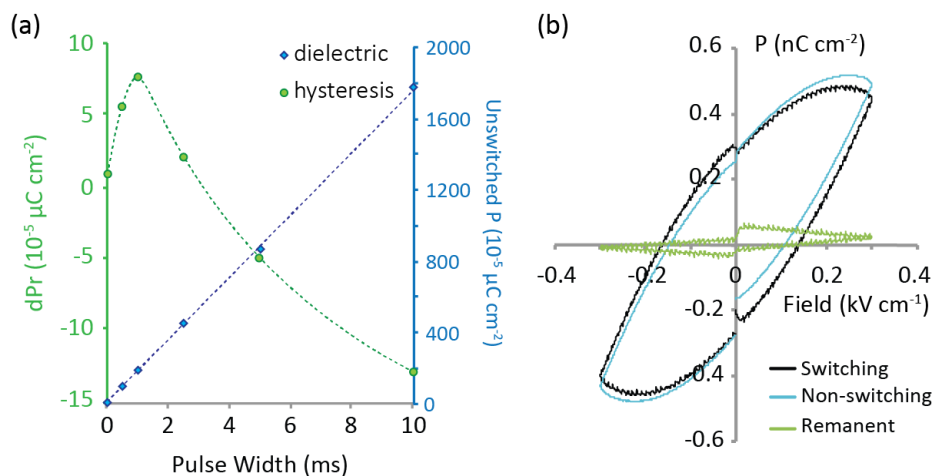 (a)
10
5
0
-5
-10
-15
dPr (10-5 µC cm-2)
dielectric
hysteresis
2000
1600
1200
800
400
0
Unswitched P (10-5 µC cm-2)
0 2 4 6 8 10
Pulse Width (ms)
(b)
P (nC cm-2)
0.6
0.4
0.2
0
-0.2
-0.4
-0.6
-0.4 -0.2 0 0.2 0.4
Field (kV cm-1)
Switching
Non-switching
Remanent